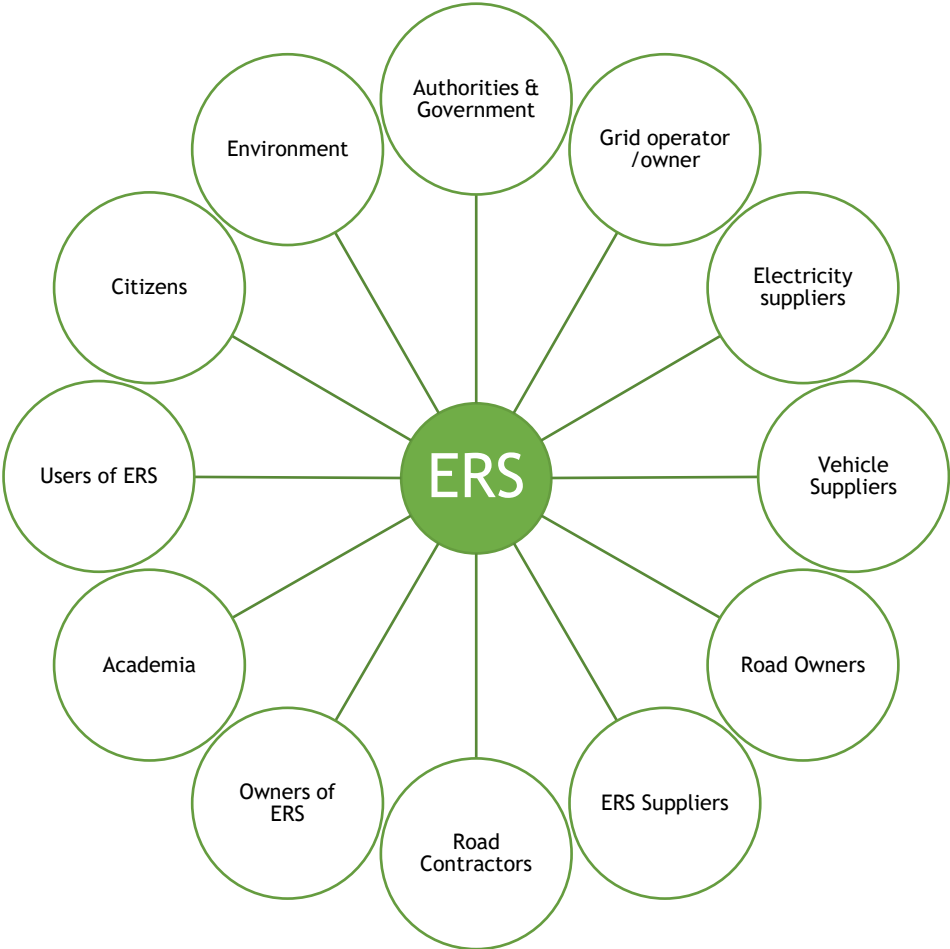 Authorities &
Government
Grid operator
/owner
Electricity
suppliers
Vehicle
Suppliers
Road Owners
ERS Suppliers
Road
Contractors
Owners of
ERS
Academia
Users of ERS
Citizens
Environment
ERS